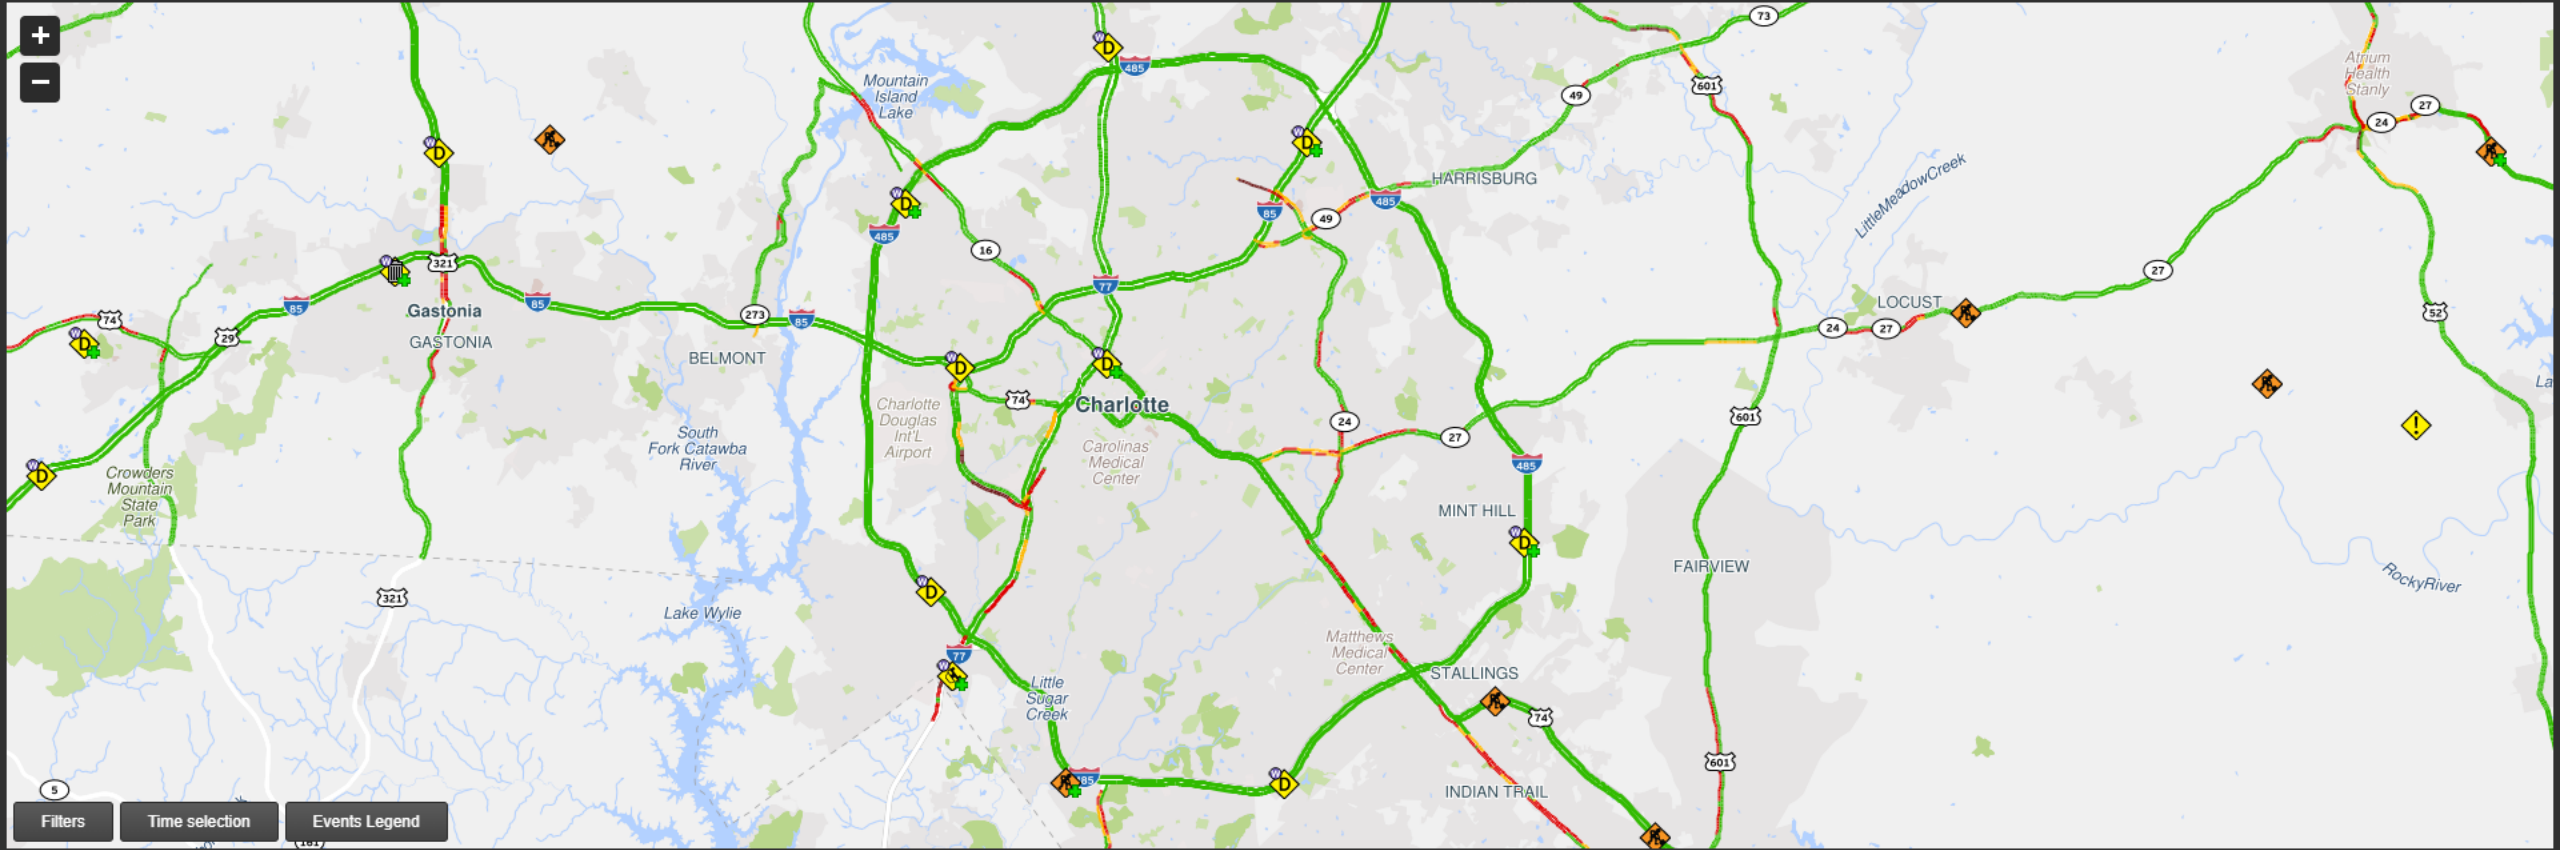 +
−
73
D
485
Mountain
Island
Lake
601
49
Atrium
Health
Stanly
27
24
W
D
W
D
W
D
HARRISBURG
485
49
85
LittleMeadowCreek
485
16
321
W
77
27
85
85
Gastonia
GASTONIA
273
85
LOCUST
24
27
52
74
29
W
D
BELMONT
W
D
W
D
La
74
Charlotte
Charlotte
Douglas
Int'L
Airport
24
601
27
South
Fork Catawba
River
Carolinas
Medical
Center
!
485
W
D
Crowders
Mountain
State
Park
MINT HILL
W
D
FAIRVIEW
RockyRiver
W
D
321
Lake Wylie
Matthews
Medical
Center
77
W
STALLINGS
Little
Sugar
Creek
74
601
85
W
D
5
INDIAN TRAIL
Filters
Time selection
Events Legend